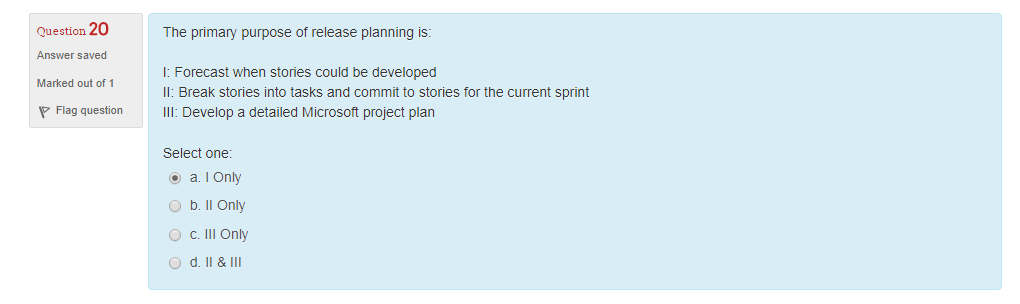 Question 20
Answer saved
Marked out of 1
Flag question
The primary purpose of release planning is:
I: Forecast when stories could be developed
II: Break stories into tasks and commit to stories for the current sprint
III: Develop a detailed Microsoft project plan
Select one:
a. I Only
b. II Only
c. III Only
d. II & III